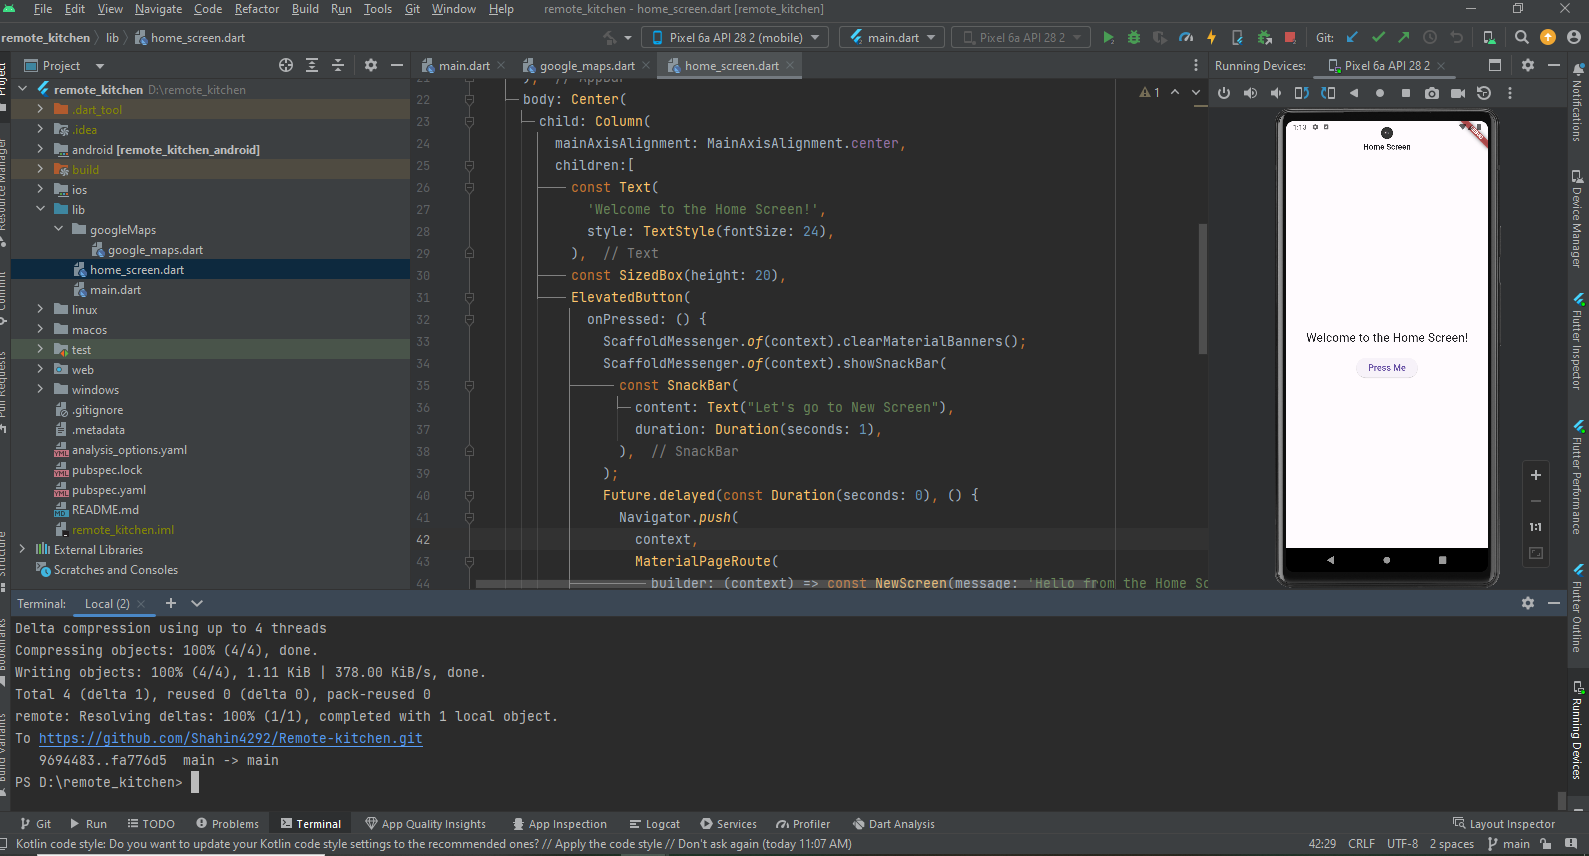 File Edit View Navigate Code Refactor Build Run Tools Git Window Help remote_kitchen - home_screen.dart [remote_kitchen]
remote_kitchen lib home_screen.dart Pixel 6a API 28 2 (mobile) main.dart Pixel 6a API 28 2 Git:
Project main.dart google_maps.dart home_screen.dart Running Devices: Pixel 6a API 28 2
remote_kitchen D:\remote_kitchen
.dart_tool
.idea
android [remote_kitchen_android]
build
ios
lib
googleMaps
google_maps.dart
home_screen.dart
main.dart
linux
macos
test
web
windows
.gitignore
.metadata
analysis_options.yaml
pubspec.lock
pubspec.yaml
README.md
remote_kitchen.iml
External Libraries
Scratches and Consoles
21 ), // AppBar
22 body: Center(
23 child: Column(
24 mainAxisAlignment: MainAxisAlignment.center,
25 children:[
26 const Text(
27 'Welcome to the Home Screen!',
28 style: TextStyle(fontSize: 24),
29 ), // Text
30 const SizedBox(height: 20),
31 ElevatedButton(
32 onPressed: () {
33 ScaffoldMessenger.of(context).clearMaterialBanners();
34 ScaffoldMessenger.of(context).showSnackBar(
35 const SnackBar(
36 content: Text("Let's go to New Screen"),
37 duration: Duration(seconds: 1),
38 ), // SnackBar
39 );
40 Future.delayed(const Duration(seconds: 0), () {
41 Navigator.push(
42 context,
43 MaterialPageRoute(
44 builder: (context) => const NewScreen(message: 'Hello from the Home Sc
1
1:13
Home Screen
Welcome to the Home Screen!
Press Me
1:1
Project
Resource Manager
Commit
Pull Requests
Structure
Bookmarks
Build Variants
Notifications
Device Manager
Flutter Inspector
Flutter Performance
Flutter Outline
Running Devices
Terminal: Local (2)
Delta compression using up to 4 threads
Compressing objects: 100% (4/4), done.
Writing objects: 100% (4/4), 1.11 KiB | 378.00 KiB/s, done.
Total 4 (delta 1), reused 0 (delta 0), pack-reused 0
remote: Resolving deltas: 100% (1/1), completed with 1 local object.
To https://github.com/Shahin4292/Remote-kitchen.git
9694483..fa776d5 main -> main
PS D:\remote_kitchen>
Git Run TODO Problems Terminal App Quality Insights App Inspection Logcat Services Profiler Dart Analysis Layout Inspector
Kotlin code style: Do you want to update your Kotlin code style settings to the recommended ones? // Apply the code style // Don't ask again (today 11:07 AM) 42:29 CRLF UTF-8 2 spaces main